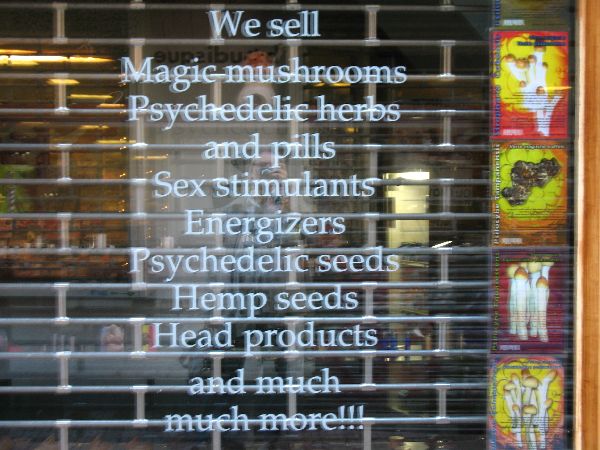 We sell
Magic mushrooms
Psychedelic herbs
and pills
Sex stimulants
Energizers
Psychedelic seeds
Hemp seeds
Head products
and much
much more!!!